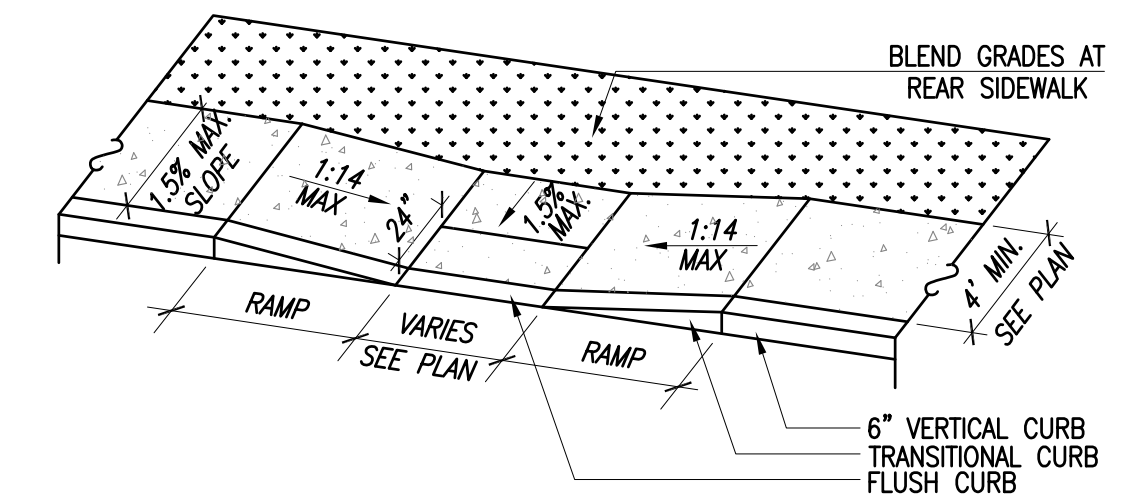 BLEND GRADES AT
REAR SIDEWALK
1.5% MAX.
SLOPE
1:14
MAX
24"
1.5%
MAX.
1:14
MAX
4' MIN.
SEE PLAN
RAMP
VARIES
SEE PLAN
RAMP
6" VERTICAL CURB
TRANSITIONAL CURB
FLUSH CURB